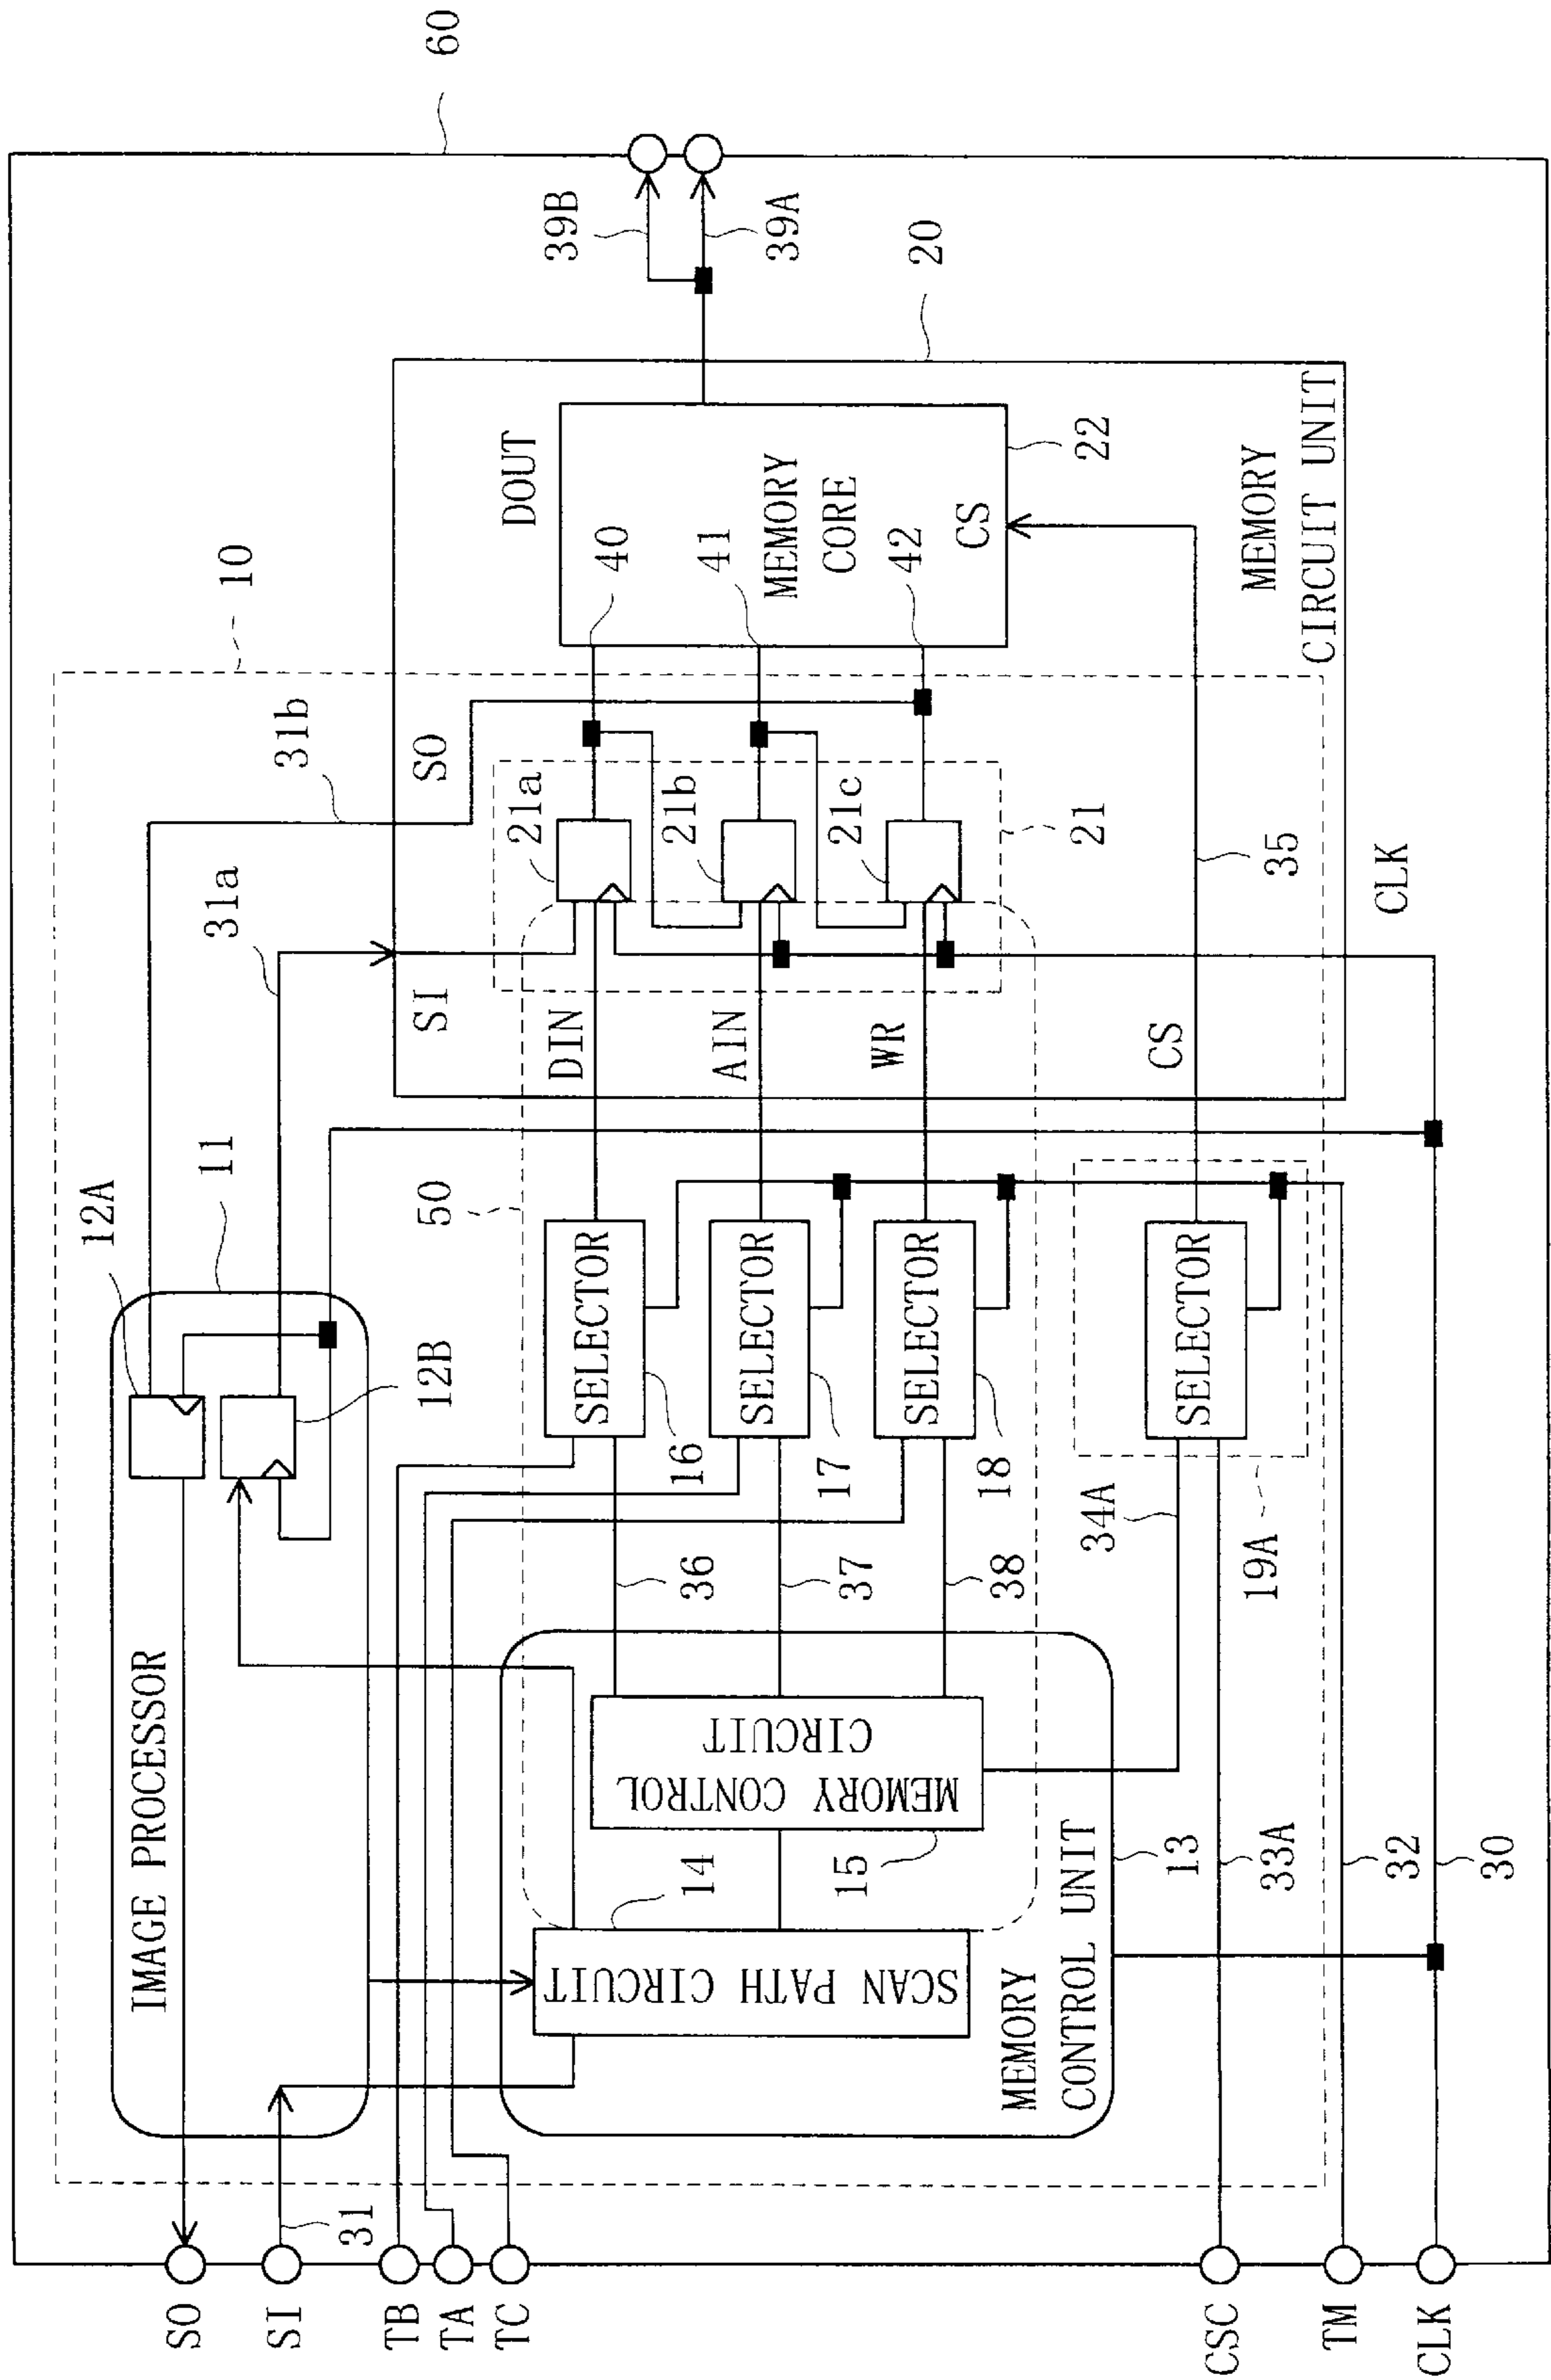 60
39B
39A
20
10
DOUT
40
41
42
MEMORY
CORE
CS
22
MEMORY
CIRCUIT UNIT
31b
SO
31a
SI
21a
21b
21c
21
35
CLK
DIN
AIN
WR
CS
12A
11
12B
50
SELECTOR
16
SELECTOR
17
SELECTOR
18
SELECTOR
19A
34A
36
37
38
IMAGE PROCESSOR
MEMORY CONTROL
CIRCUIT
15
14
SCAN PATH CIRCUIT
MEMORY
CONTROL UNIT
13
33A
32
30
31
SO
SI
TB
TA
TC
CSC
TM
CLK